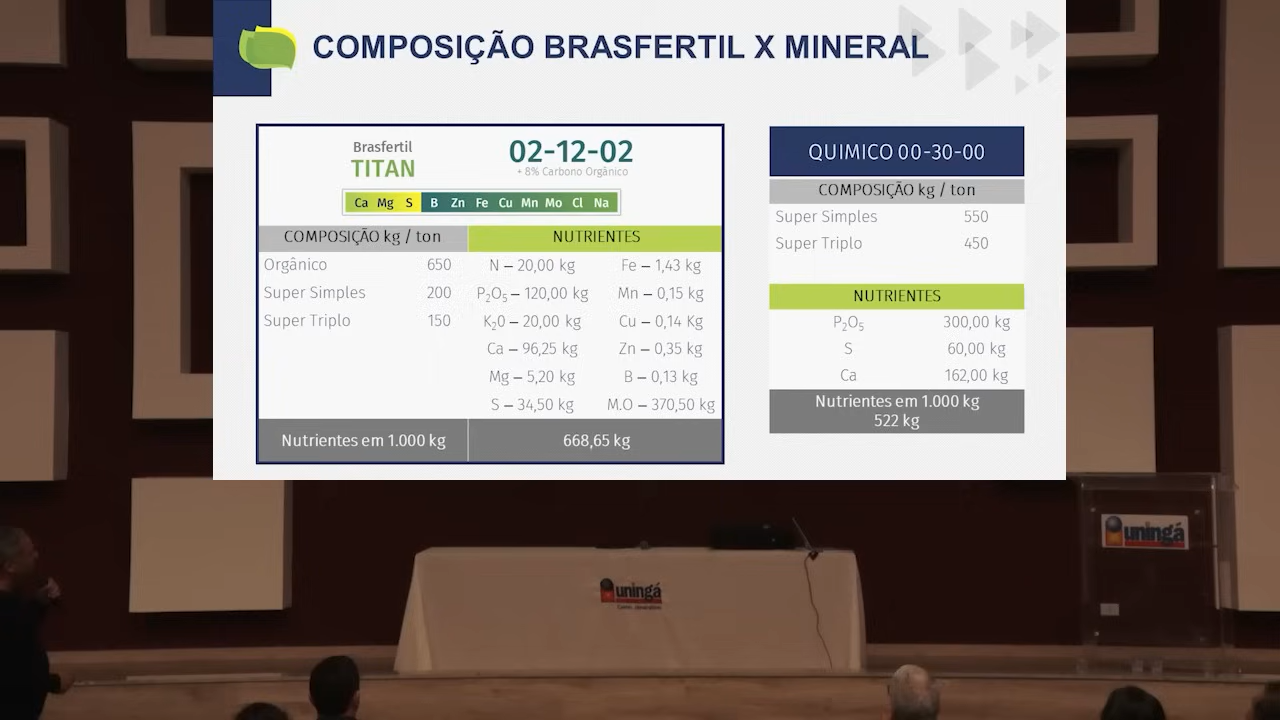 COMPOSIÇÃO BRASFERTIL X MINERAL
Brasfertil
TITAN
02-12-02
+ 8% Carbono Orgânico
Ca Mg S B Zn Fe Cu Mn Mo Cl Na
COMPOSIÇÃO kg / ton NUTRIENTES
Orgânico 650 N – 20,00 kg Fe – 1,43 kg
Super Simples 200 P₂O₅ – 120,00 kg Mn – 0,15 kg
Super Triplo 150 K₂0 – 20,00 kg Cu – 0,14 Kg
Ca – 96,25 kg Zn – 0,35 kg
Mg – 5,20 kg B – 0,13 kg
S – 34,50 kg M.O – 370,50 kg
Nutrientes em 1.000 kg 668,65 kg
QUIMICO 00-30-00
COMPOSIÇÃO kg / ton
Super Simples 550
Super Triplo 450
NUTRIENTES
P₂O₅ 300,00 kg
S 60,00 kg
Ca 162,00 kg
Nutrientes em 1.000 kg
522 kg
uningá
uningá